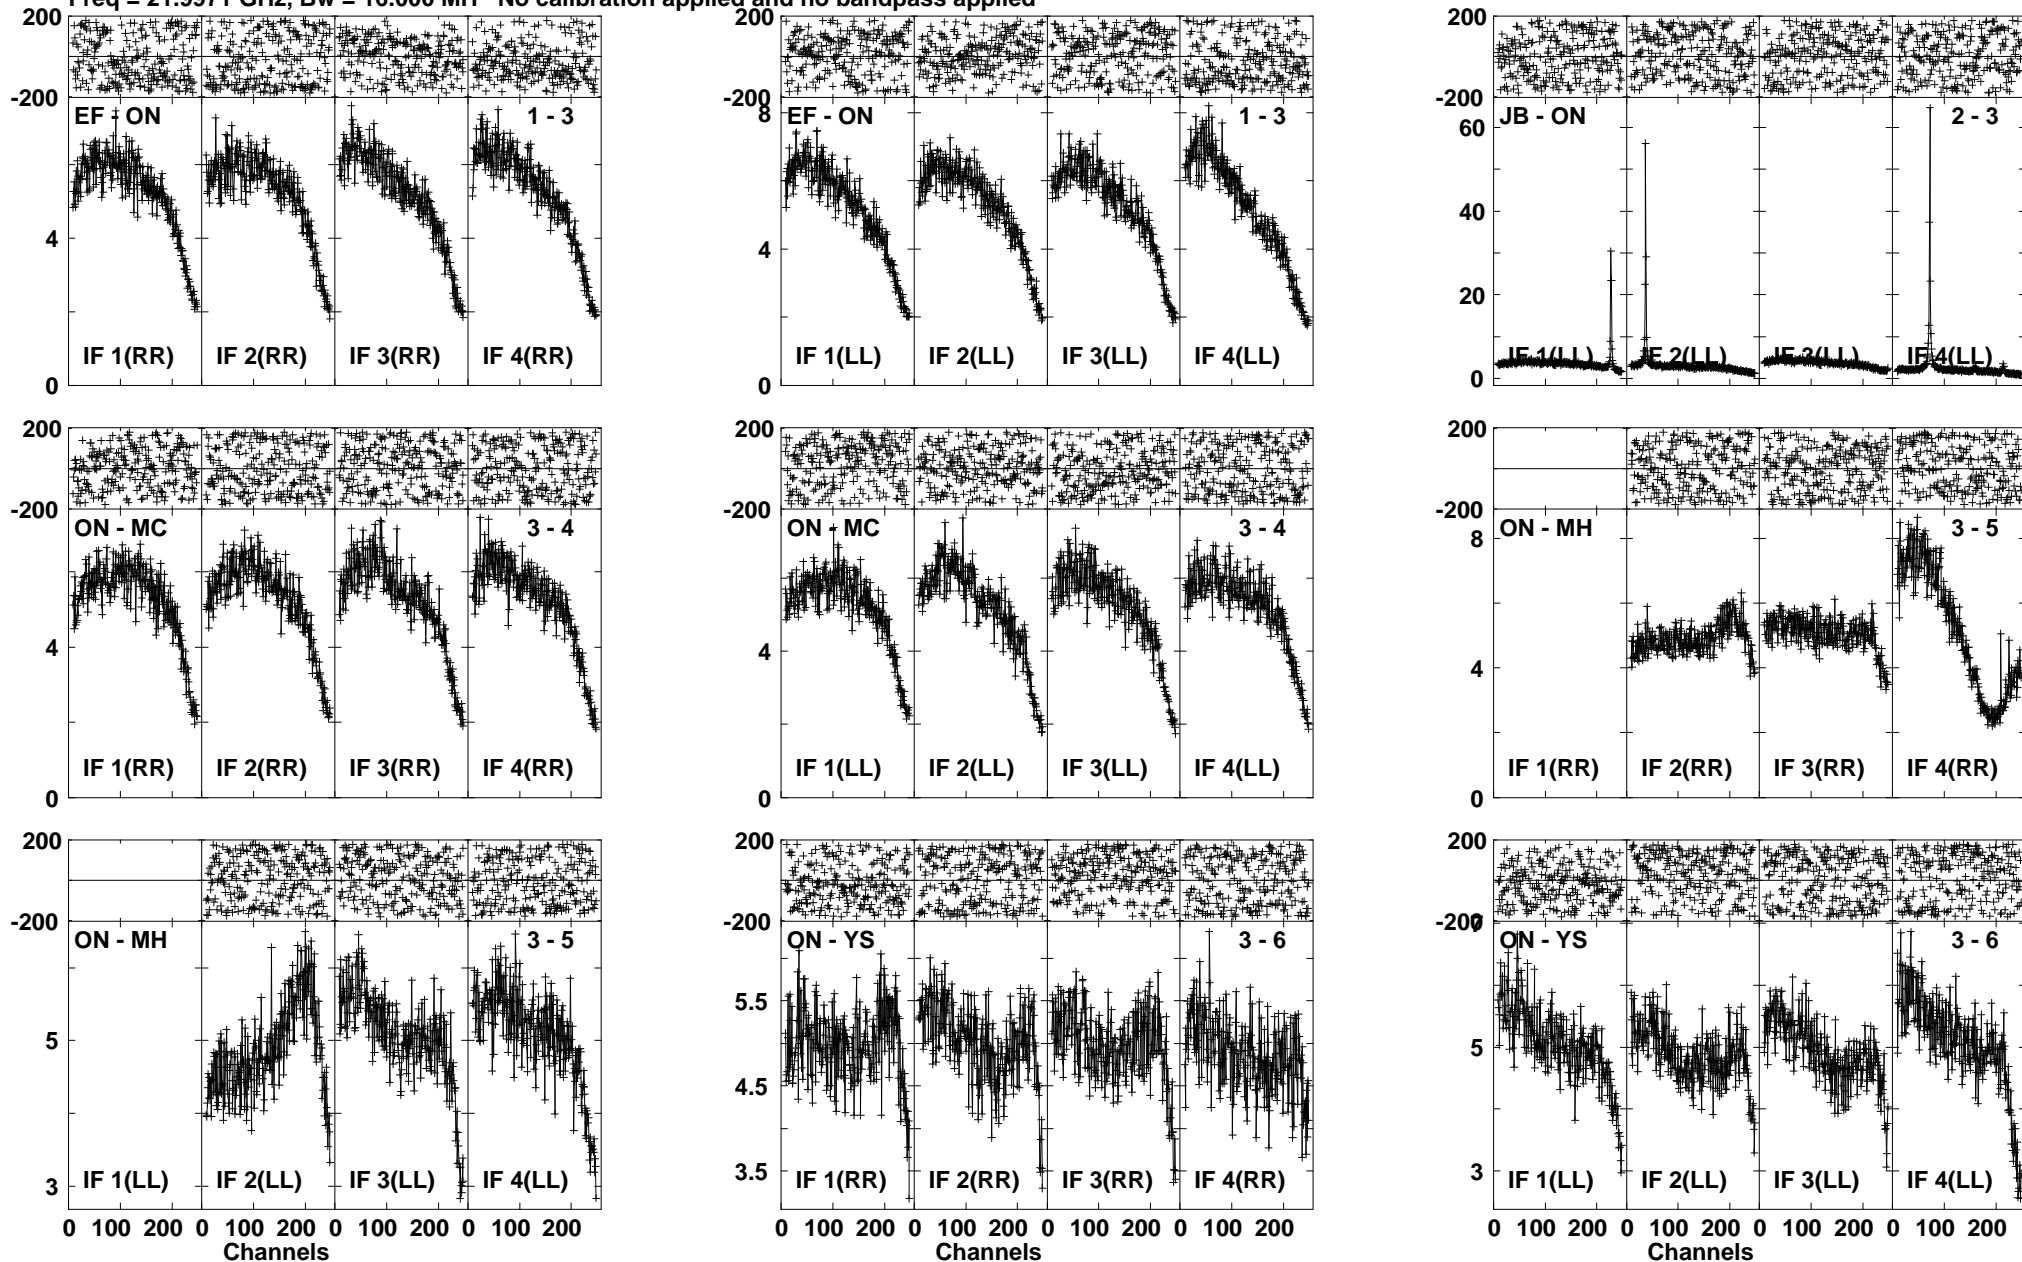 Freq = 21.9971 GHz, Bw = 16.000 MH No calibration applied and no bandpass applied
200
-200
EF - ON 1 - 3
4
0
IF 1(RR) IF 2(RR) IF 3(RR) IF 4(RR)
-200
8
EF - ON 1 - 3
4
0
IF 1(LL) IF 2(LL) IF 3(LL) IF 4(LL)
200
-200
JB - ON 2 - 3
60
40
20
0
IF 1(LL) IF 2(LL) IF 3(LL) IF 4(LL)
200
-200
ON - MC 3 - 4
4
0
IF 1(RR) IF 2(RR) IF 3(RR) IF 4(RR)
200
-200
ON - MC 3 - 4
4
0
IF 1(LL) IF 2(LL) IF 3(LL) IF 4(LL)
200
-200
ON - MH 3 - 5
8
4
0
IF 1(RR) IF 2(RR) IF 3(RR) IF 4(RR)
200
-200
ON - MH 3 - 5
5
3
IF 1(LL) IF 2(LL) IF 3(LL) IF 4(LL)
0 100 200 0 100 200 0 100 200 0 100 200
Channels
200
-200
ON - YS 3 - 6
5.5
4.5
3.5
IF 1(RR) IF 2(RR) IF 3(RR) IF 4(RR)
0 100 200 0 100 200 0 100 200 0 100 200
Channels
200
-200
7
ON - YS 3 - 6
5
3
IF 1(LL) IF 2(LL) IF 3(LL) IF 4(LL)
0 100 200 0 100 200 0 100 200 0 100 200
Channels